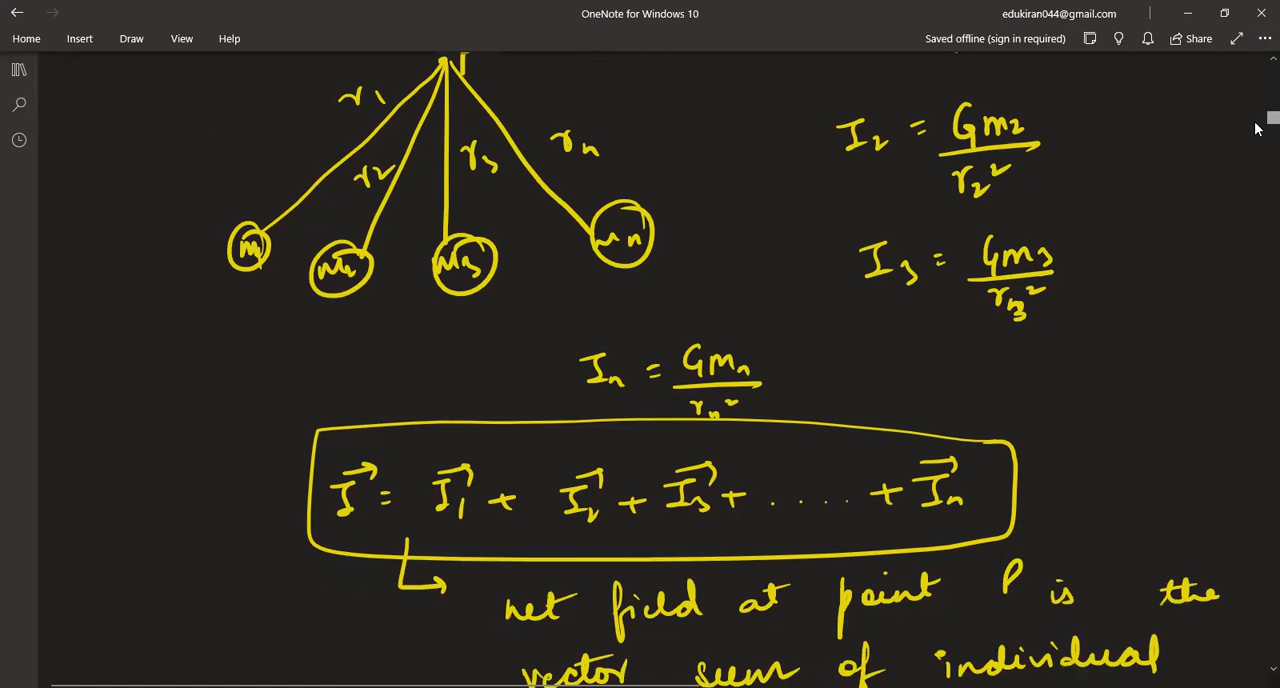 OneNote for Windows 10
edukiran044@gmail.com
Home Insert Draw View Help
Saved offline (sign in required)
Share
P
r1
r2
r3
rn
m1
m2
m3
mn
I2 = Gm2/r2²
I3 = Gm3/r3²
In = Gmn/rn²
I⃗ = I⃗1 + I⃗2 + I⃗3 + ..... + I⃗n
net field at point P is the
vector sum of individual